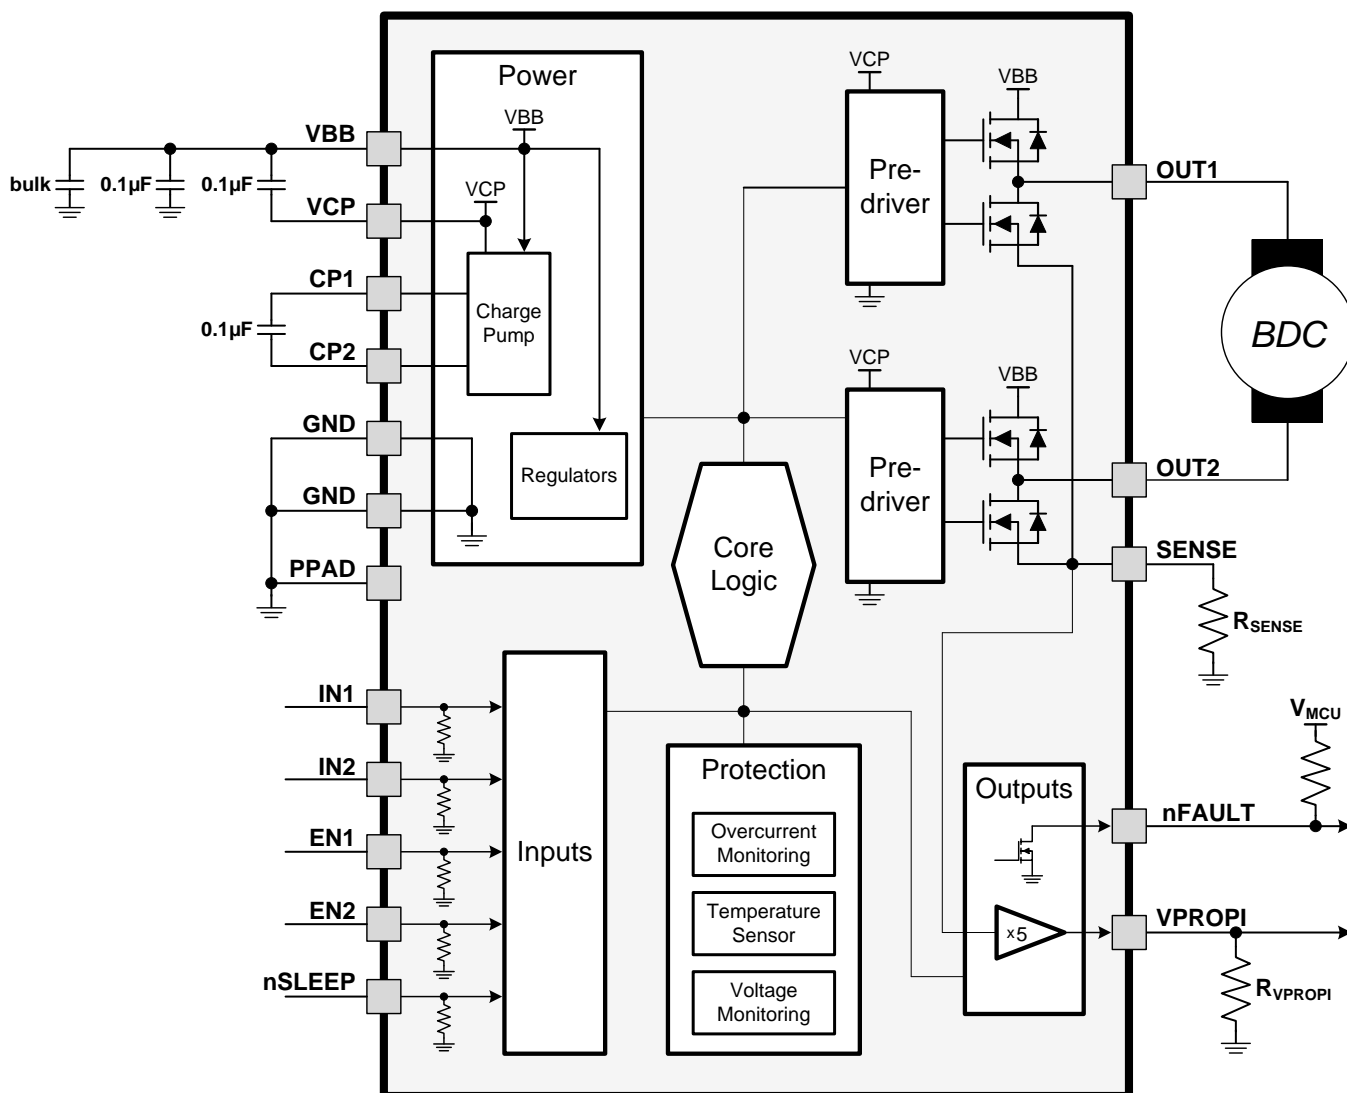 Power
VBB
VCP
VBB
VBB
bulk
0.1µF
0.1µF
VCP
VCP
Pre-
driver
OUT1
CP1
0.1µF
CP2
Charge
Pump
BDC
VCP
VBB
GND
GND
PPAD
Regulators
Pre-
driver
OUT2
SENSE
RSENSE
Core
Logic
IN1
IN2
EN1
EN2
nSLEEP
Inputs
Protection
Overcurrent
Monitoring
Temperature
Sensor
Voltage
Monitoring
Outputs
x5
VMCU
nFAULT
VPROPI
RVPROPI